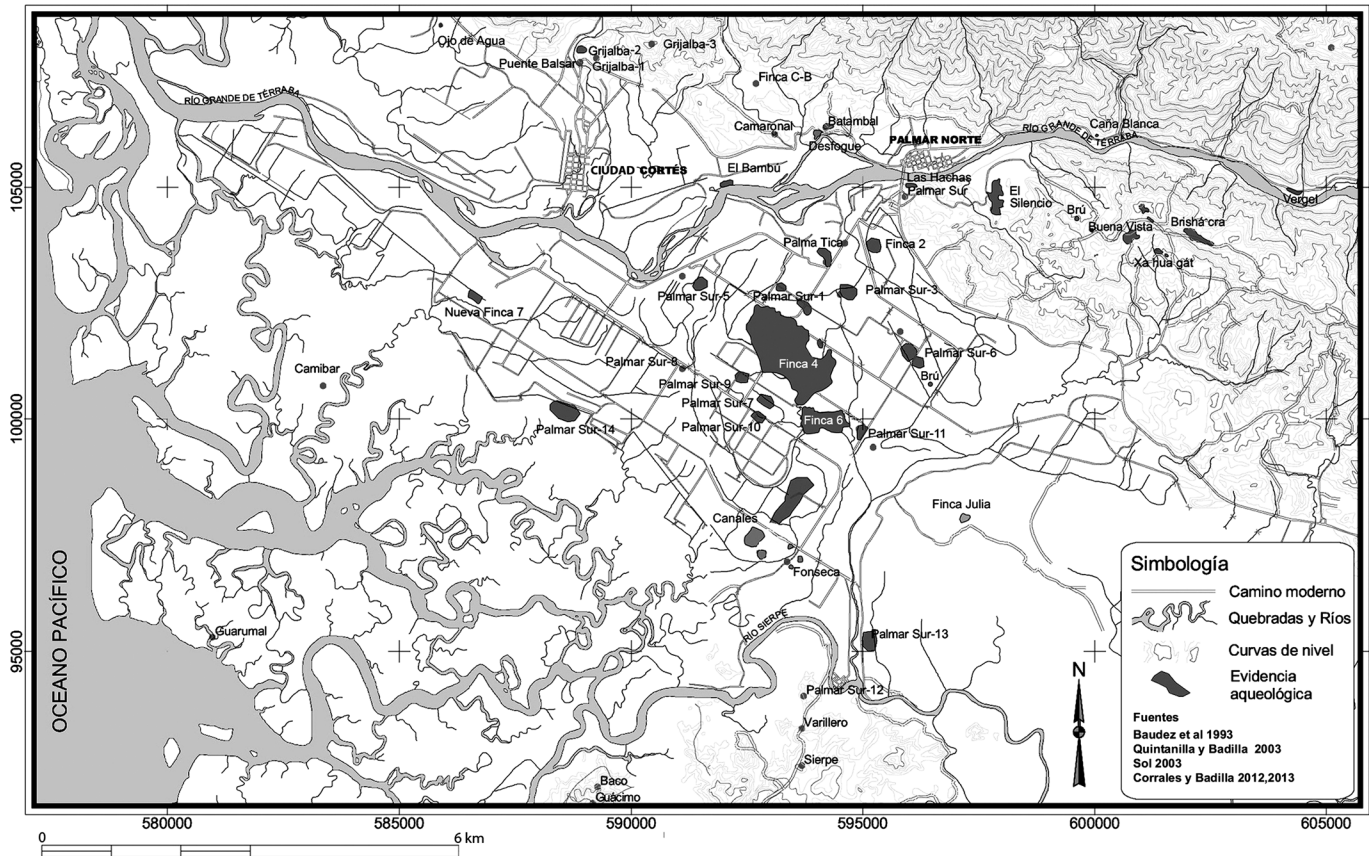 Ojo de Agua
Grijalba-2
Grijalba-3
Puente Balsar
Grijalba-1
Finca C-B
RÍO GRANDE DE TÉRRABA
Camaronal
Batambal
Desfogue
PALMAR NORTE
RÍO GRANDE DE TÉRRABA
Caña Blanca
105000
CIUDAD CORTÉS
El Bambú
Las Hachas
Palmar Sur
El
Silencio
Brú
Vergel
Buena Vista
Brishá cra
Xa nua gat
Palma Tica
Finca 2
Palmar Sur-5
Palmar Sur-1
Palmar Sur-3
Nueva Finca 7
Palmar Sur-8
Finca 4
Palmar Sur-6
Camibar
Palmar Sur-9
Brú
Palmar Sur-7
100000
Palmar Sur-14
Palmar Sur-10
Finca 6
Palmar Sur-11
Canales
Finca Julia
Fonseca
OCEANO PACÍFICO
Guarumal
RÍO SIERPE
95000
Palmar Sur-13
Palmar Sur-12
Varillero
Sierpe
Baco
Guácimo
Simbología
Camino moderno
Quebradas y Ríos
Curvas de nivel
Evidencia
aqueológica
N
Fuentes
Baudez et al 1993
Quintanilla y Badilla 2003
Sol 2003
Corrales y Badilla 2012,2013
580000
585000
590000
595000
600000
605000
0
6 km